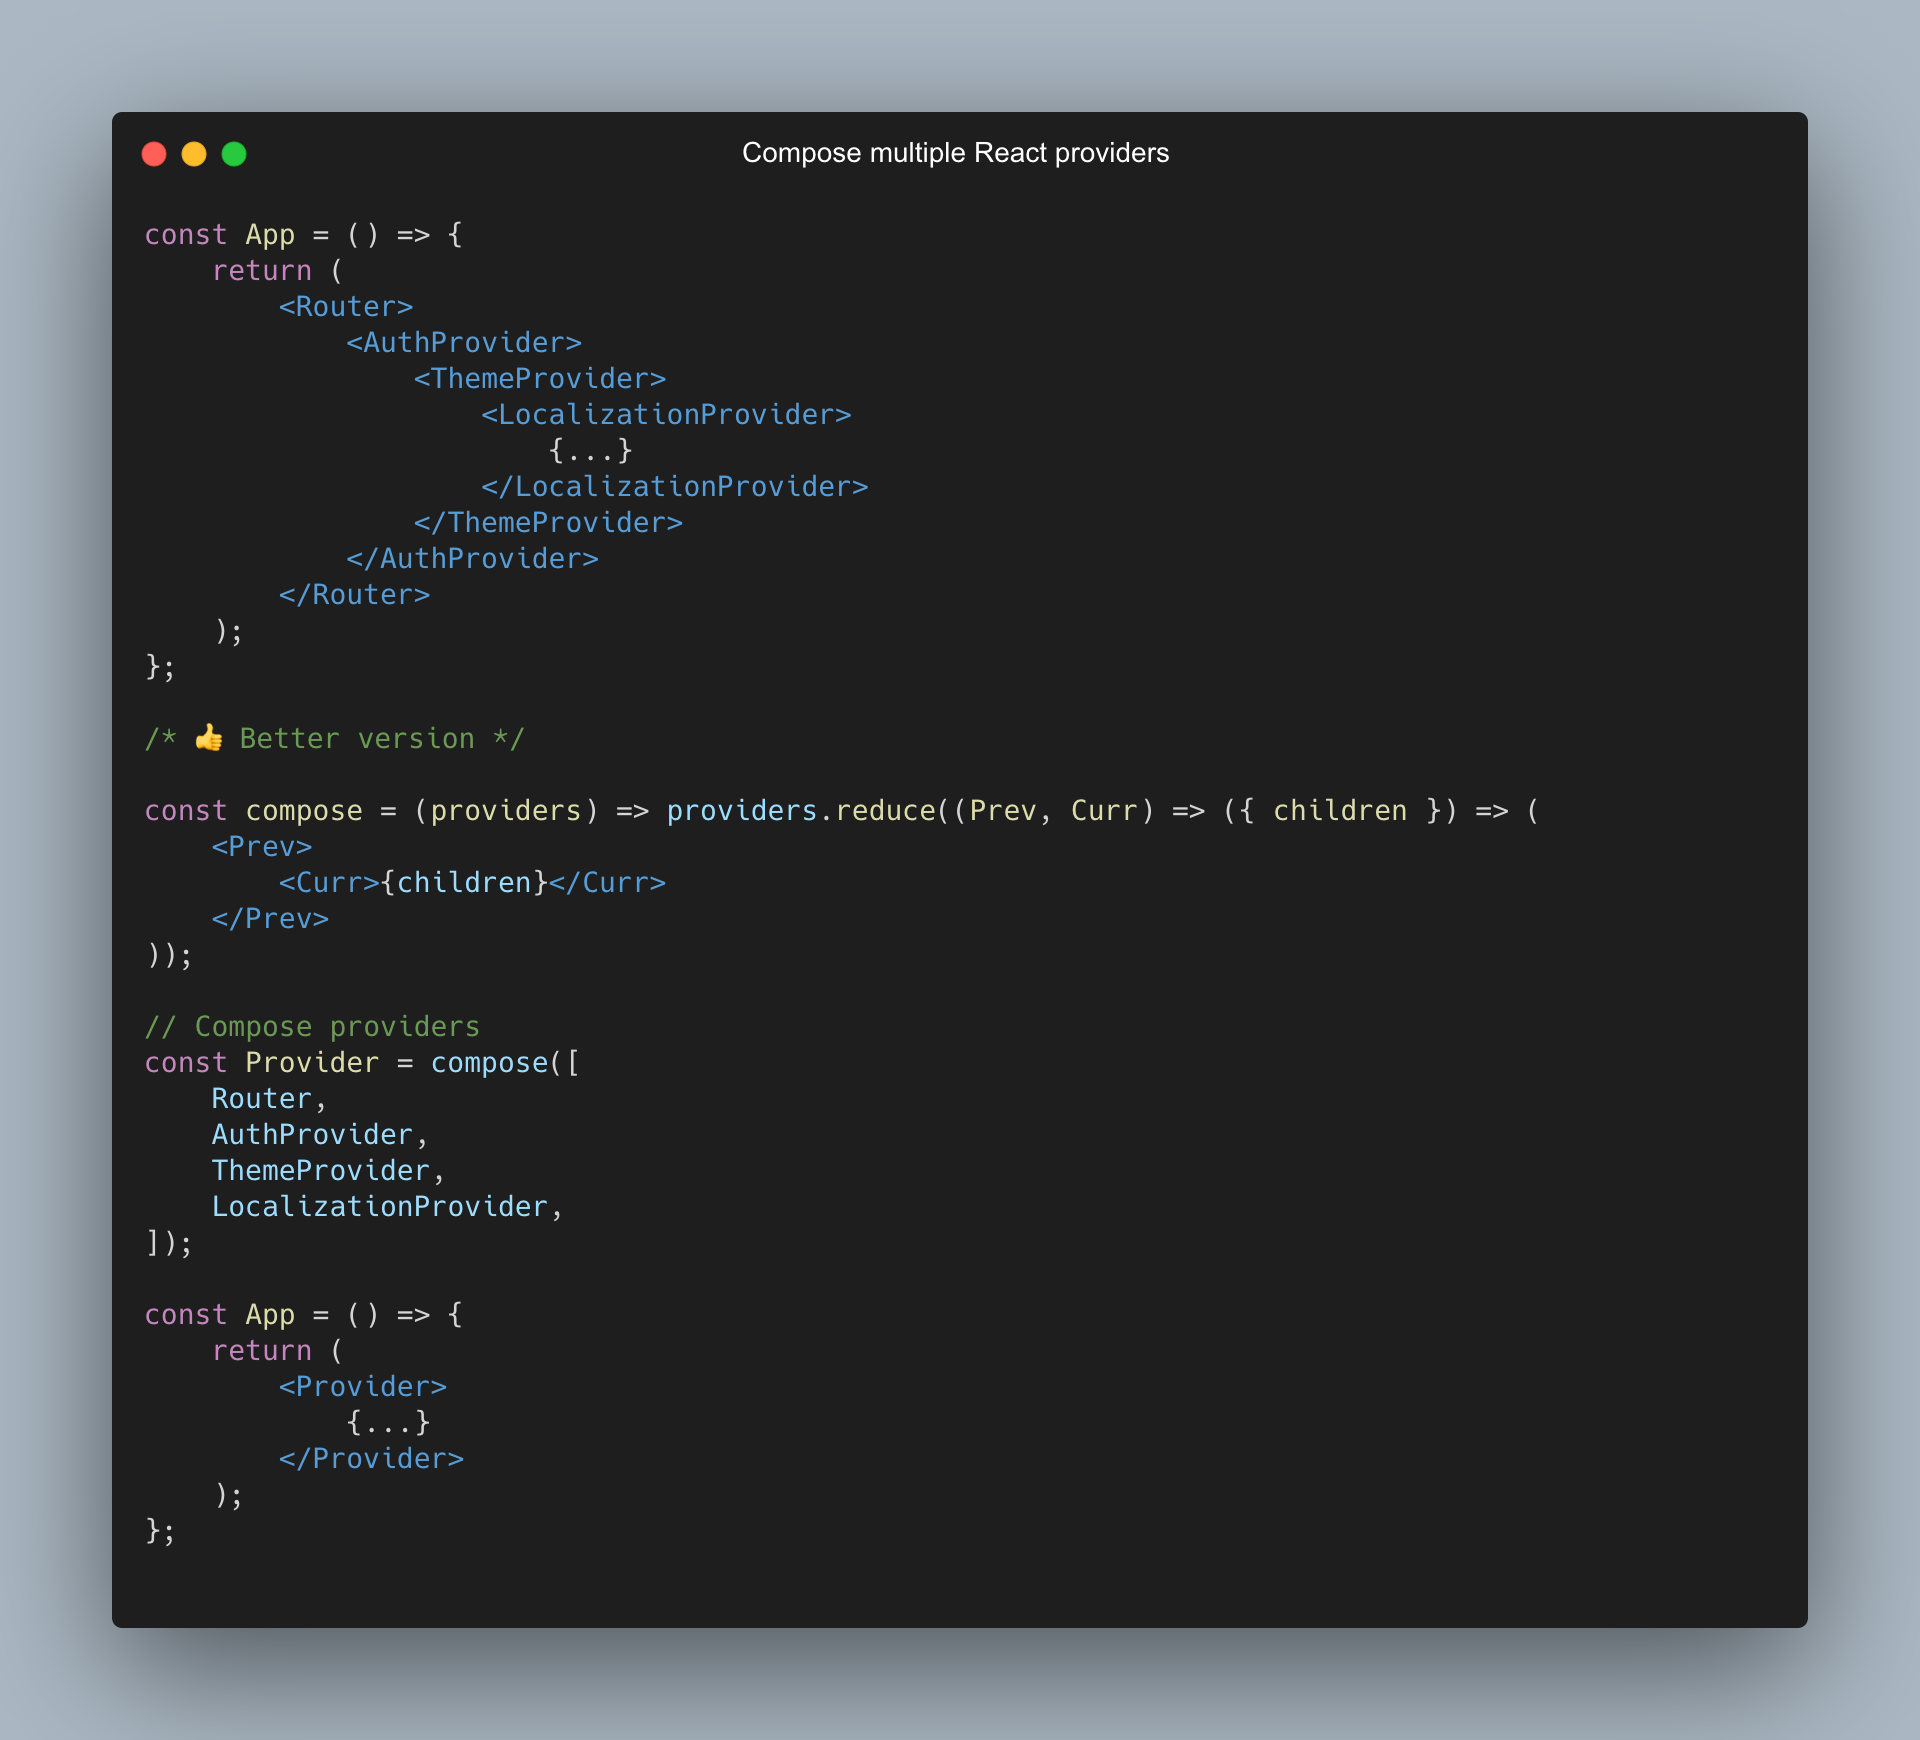 Compose multiple React providers
const App = () => {
    return (
        <Router>
            <AuthProvider>
                <ThemeProvider>
                    <LocalizationProvider>
                        {...}
                    </LocalizationProvider>
                </ThemeProvider>
            </AuthProvider>
        </Router>
    );
};
/* 👍 Better version */
const compose = (providers) => providers.reduce((Prev, Curr) => ({ children }) => (
    <Prev>
        <Curr>{children}</Curr>
    </Prev>
));
// Compose providers
const Provider = compose([
    Router,
    AuthProvider,
    ThemeProvider,
    LocalizationProvider,
]);
const App = () => {
    return (
        <Provider>
            {...}
        </Provider>
    );
};